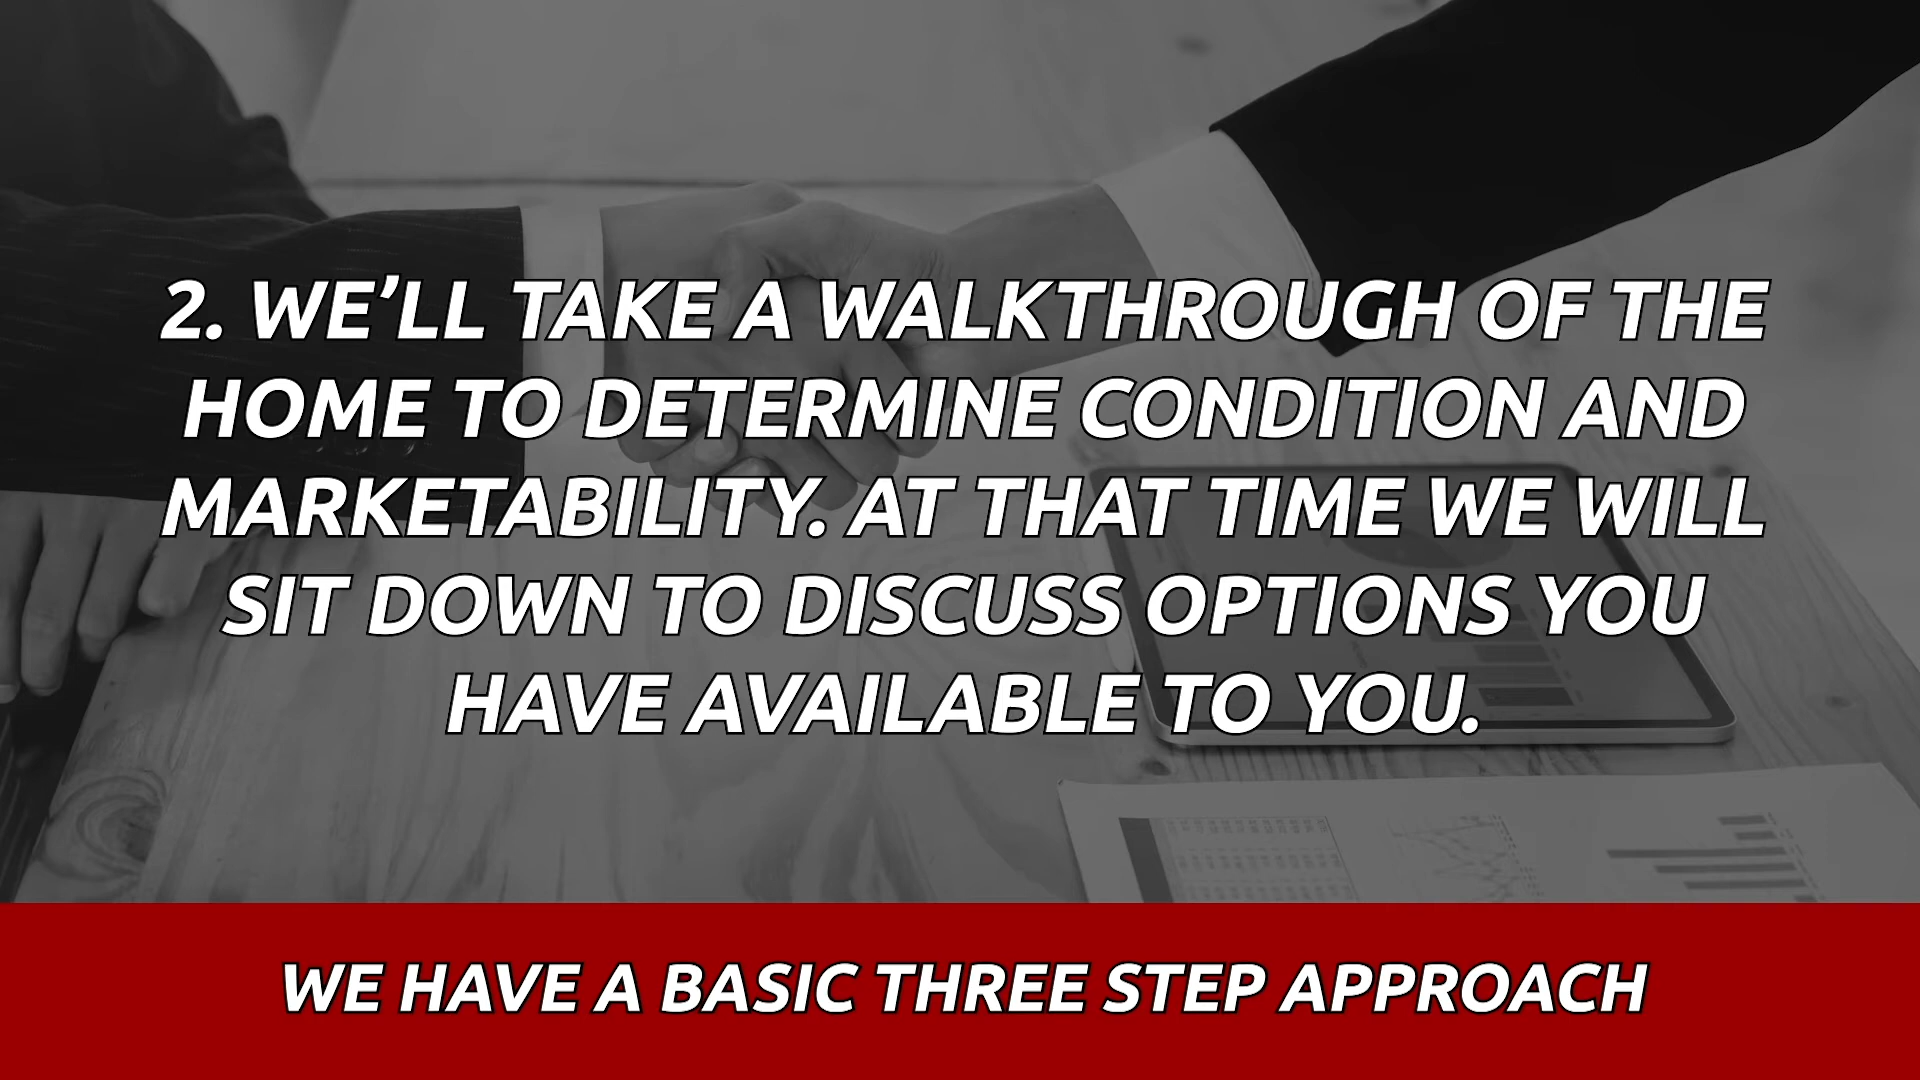 2. WE’LL TAKE A WALKTHROUGH OF THE
HOME TO DETERMINE CONDITION AND
MARKETABILITY. AT THAT TIME WE WILL
SIT DOWN TO DISCUSS OPTIONS YOU
HAVE AVAILABLE TO YOU.
WE HAVE A BASIC THREE STEP APPROACH